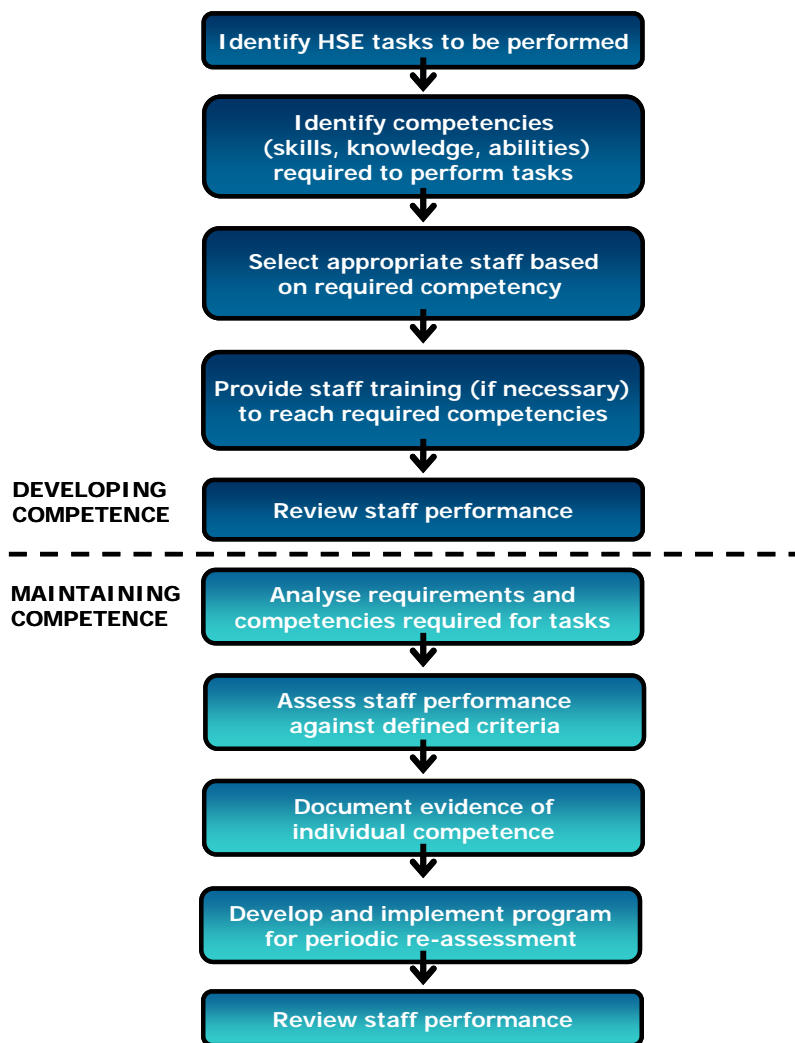 Identify HSE tasks to be performed
Identify competencies
(skills, knowledge, abilities)
required to perform tasks
Select appropriate staff based
on required competency
Provide staff training (if necessary)
to reach required competencies
DEVELOPING
COMPETENCE
Review staff performance
MAINTAINING
COMPETENCE
Analyse requirements and
competencies required for tasks
Assess staff performance
against defined criteria
Document evidence of
individual competence
Develop and implement program
for periodic re-assessment
Review staff performance